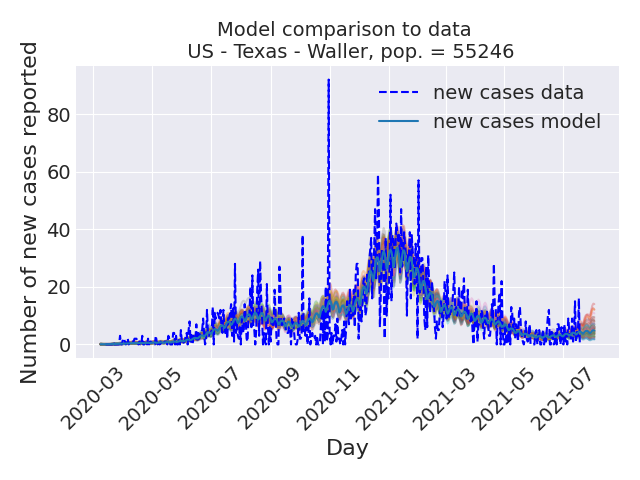 Model comparison to data
US - Texas - Waller, pop. = 55246
new cases data
new cases model
Number of new cases reported
80
60
40
20
0
2020-03
2020-05
2020-07
2020-09
2020-11
2021-01
2021-03
2021-05
2021-07
Day